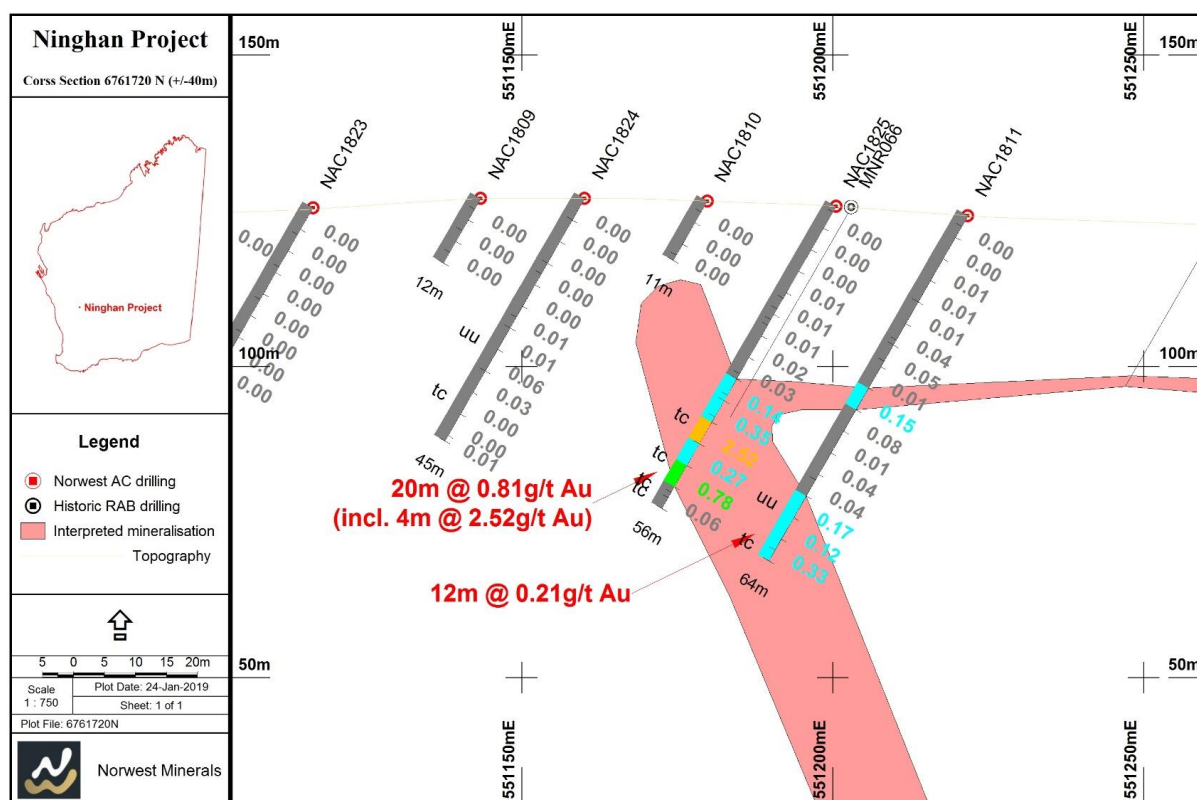 Ninghan Project
Corss Section 6761720 N (+/-40m)
Ninghan Project
Legend
Norwest AC drilling
Historic RAB drilling
Interpreted mineralisation
Topography
5 0 5 10 15 20m
Scale
1 : 750
Plot Date: 24-Jan-2019
Sheet: 1 of 1
Plot File: 6761720N
Norwest Minerals
150m
551150mE
551200mE
551250mE
150m
NAC1823
NAC1809
NAC1824
NAC1810
NAC1825
MNR066
NAC1811
0.00
0.00
0.00
0.00
0.00
0.00
0.00
0.00
0.00
0.00
0.00
0.00
12m
0.00
0.00
0.00
0.00
0.01
0.01
0.06
0.03
0.00
0.00
0.01
uu
tc
45m
0.00
0.00
0.00
11m
0.00
0.00
0.00
0.01
0.01
0.01
0.02
0.03
0.14
0.35
2.52
0.27
0.78
0.06
tc
tc
tc
tc
56m
0.00
0.00
0.01
0.01
0.01
0.04
0.05
0.01
0.15
0.08
0.01
0.04
0.04
0.17
0.12
0.33
uu
tc
64m
100m
100m
20m @ 0.81g/t Au
(incl. 4m @ 2.52g/t Au)
12m @ 0.21g/t Au
50m
50m
551150mE
551200mE
551250mE